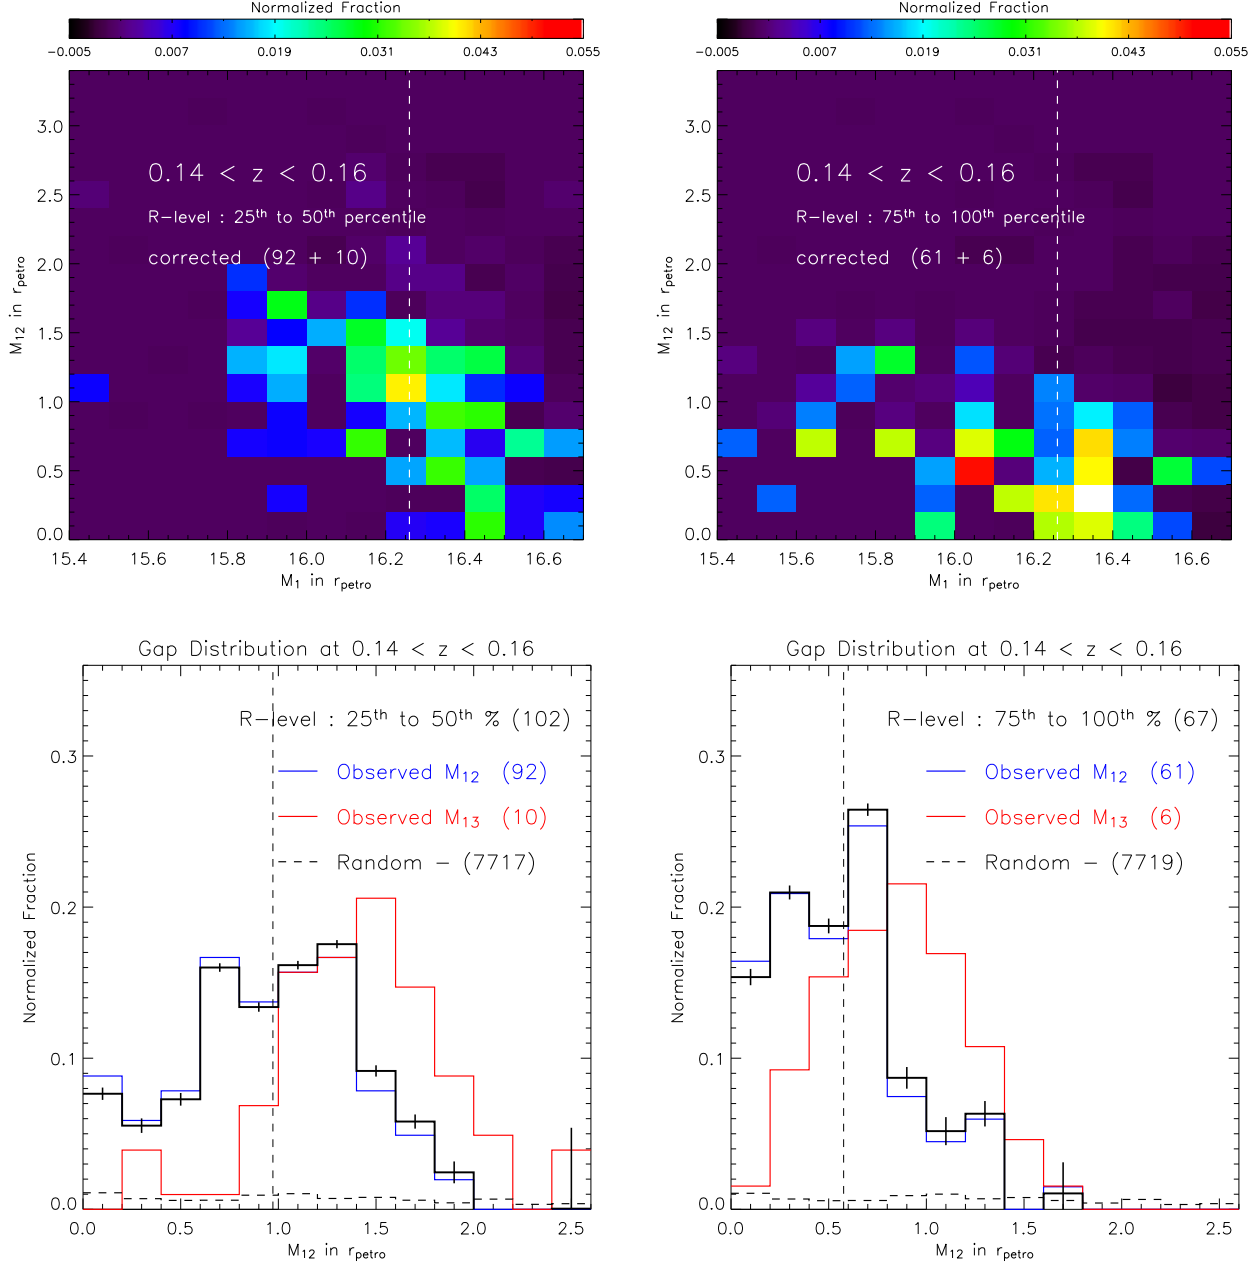 Normalized Fraction
-0.005 0.007 0.019 0.031 0.043 0.055
3.0
2.5
2.0
1.5
1.0
0.5
0.0
M12 in rpetro
0.14 < z < 0.16
R-level : 25th to 50th percentile
corrected (92 + 10)
15.4 15.6 15.8 16.0 16.2 16.4 16.6
M1 in rpetro
Normalized Fraction
-0.005 0.007 0.019 0.031 0.043 0.055
3.0
2.5
2.0
1.5
1.0
0.5
0.0
M12 in rpetro
0.14 < z < 0.16
R-level : 75th to 100th percentile
corrected (61 + 6)
15.4 15.6 15.8 16.0 16.2 16.4 16.6
M1 in rpetro
Gap Distribution at 0.14 < z < 0.16
R-level : 25th to 50th % (102)
Observed M12 (92)
Observed M13 (10)
Random - (7717)
0.3
0.2
0.1
0.0
Normalized Fraction
0.0 0.5 1.0 1.5 2.0 2.5
M12 in rpetro
Gap Distribution at 0.14 < z < 0.16
R-level : 75th to 100th % (67)
Observed M12 (61)
Observed M13 (6)
Random - (7719)
0.3
0.2
0.1
0.0
Normalized Fraction
0.0 0.5 1.0 1.5 2.0 2.5
M12 in rpetro